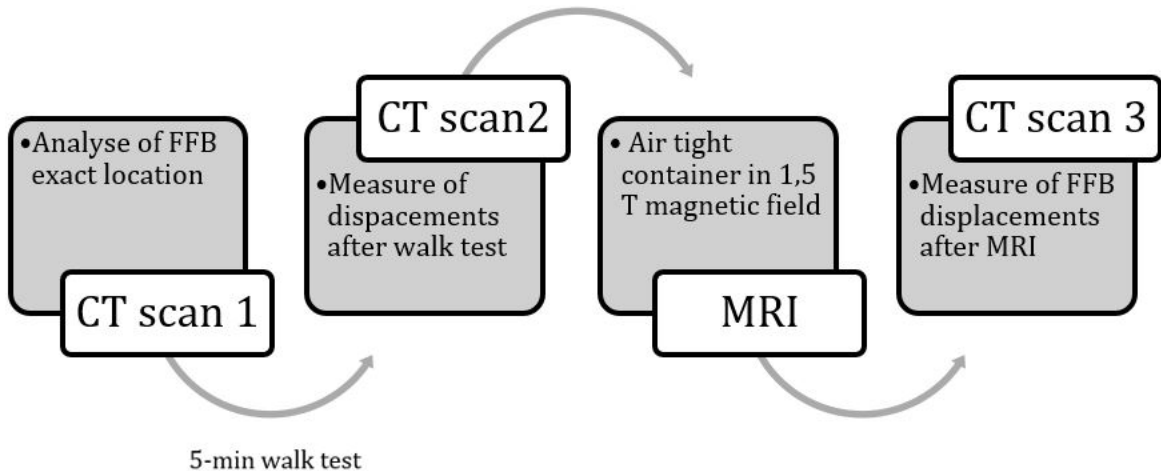 •Analyse of FFB
exact location
CT scan 1
5-min walk test
CT scan2
•Measure of
dispacements
after walk test
• Air tight
container in 1,5
T magnetic field
MRI
CT scan 3
•Measure of FFB
displacements
after MRI